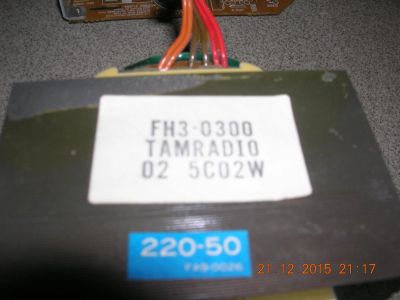 FH3-0300
TAMRADIO
02 5C02W
220-50
21.12.2015 21:17